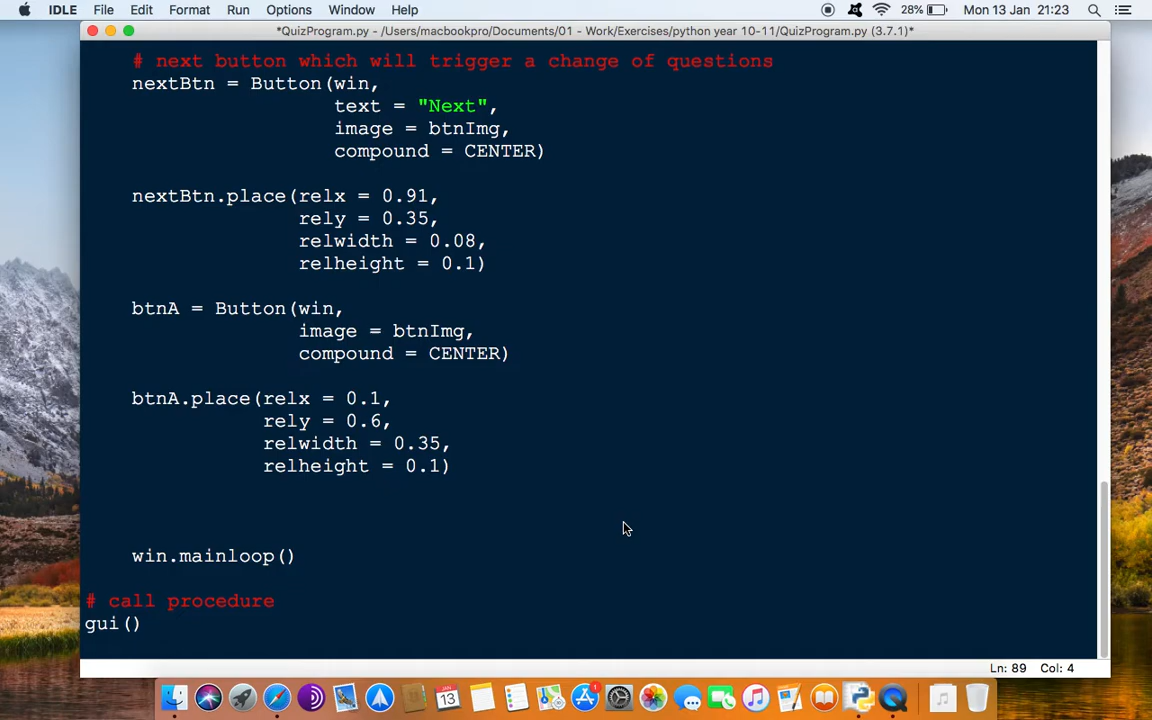 IDLE File Edit Format Run Options Window Help 28% Mon 13 Jan 21:23
*QuizProgram.py - /Users/macbookpro/Documents/01 - Work/Exercises/python year 10-11/QuizProgram.py (3.7.1)*
# next button which will trigger a change of questions
nextBtn = Button(win,
text = "Next",
image = btnImg,
compound = CENTER)
nextBtn.place(relx = 0.91,
rely = 0.35,
relwidth = 0.08,
relheight = 0.1)
btnA = Button(win,
image = btnImg,
compound = CENTER)
btnA.place(relx = 0.1,
rely = 0.6,
relwidth = 0.35,
relheight = 0.1)
win.mainloop()
# call procedure
gui()
Ln: 89 Col: 4